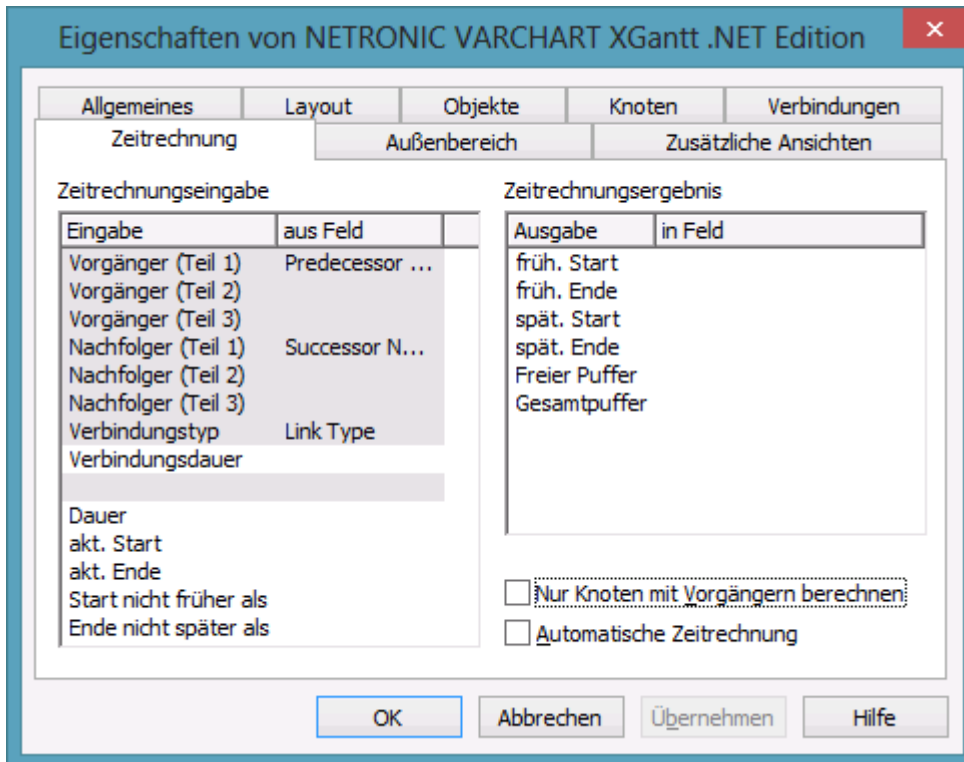 Eigenschaften von NETRONIC VARCHART XGantt .NET Edition
Allgemeines Layout Objekte Knoten Verbindungen
Zeitrechnung Außenbereich Zusätzliche Ansichten
Zeitrechnungseingabe
Eingabe aus Feld
Vorgänger (Teil 1) Predecessor ...
Vorgänger (Teil 2)
Vorgänger (Teil 3)
Nachfolger (Teil 1) Successor N...
Nachfolger (Teil 2)
Nachfolger (Teil 3)
Verbindungstyp Link Type
Verbindungsdauer
Dauer
akt. Start
akt. Ende
Start nicht früher als
Ende nicht später als
Zeitrechnungsergebnis
Ausgabe in Feld
früh. Start
früh. Ende
spät. Start
spät. Ende
Freier Puffer
Gesamtpuffer
Nur Knoten mit Vorgängern berechnen
Automatische Zeitrechnung
OK Abbrechen Übernehmen Hilfe